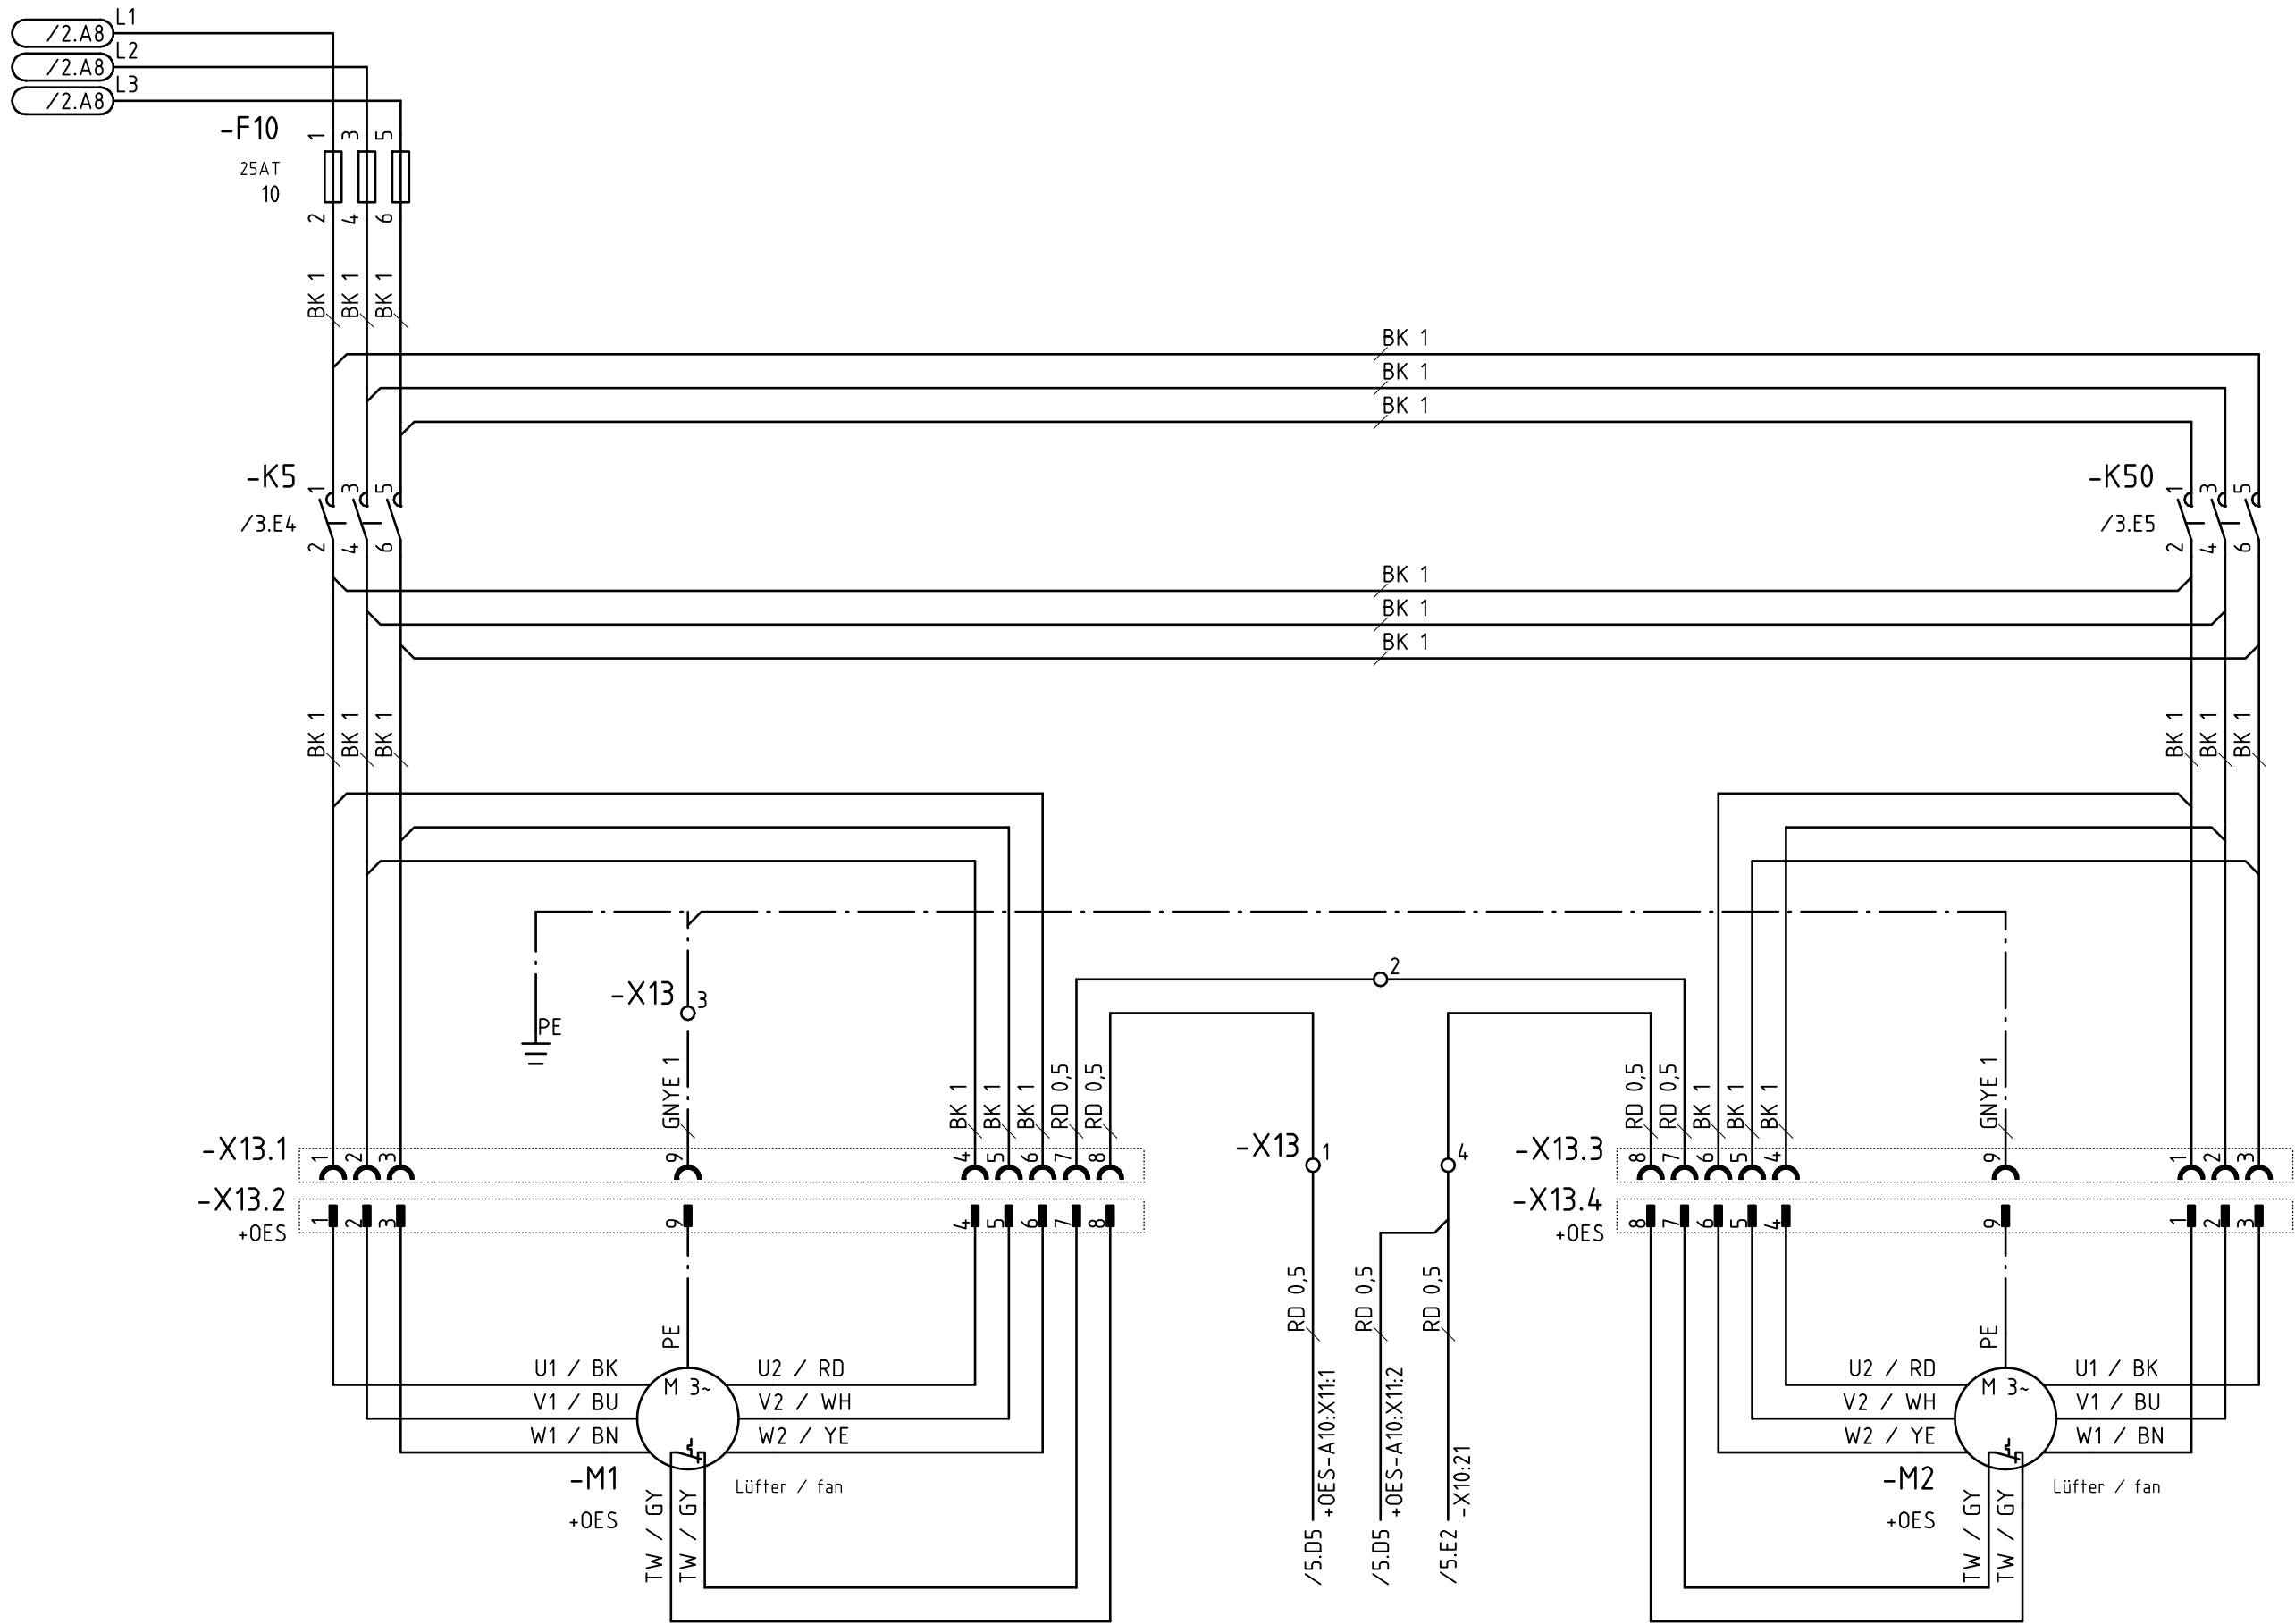 L1
/2.A8
L2
/2.A8
L3
/2.A8
-F10
25AT
10
1 3 5
2 4 6
BK 1
BK 1
BK 1
BK 1
BK 1
BK 1
-K5
/3.E4
1 3 5
2 4 6
-K50
/3.E5
1 3 5
2 4 6
BK 1
BK 1
BK 1
BK 1
BK 1
BK 1
BK 1
BK 1
BK 1
PE
-X13
3
2
GNYE 1
BK 1
BK 1
BK 1
RD 0,5
RD 0,5
RD 0,5
RD 0,5
BK 1
BK 1
BK 1
GNYE 1
-X13.1
1 2 3 9 4 5 6 7 8
-X13
1
4
-X13.3
8 7 6 5 4 9 1 2 3
-X13.2
+OES
1 2 3 9 4 5 6 7 8
-X13.4
+OES
8 7 6 5 4 9 1 2 3
RD 0,5
RD 0,5
RD 0,5
PE
U1 / BK
V1 / BU
W1 / BN
M 3~
U2 / RD
V2 / WH
W2 / YE
-M1
+OES
Lüfter / fan
TW / GY
TW / GY
+OES-A10:X11:1
/5.D5
+OES-A10:X11:2
/5.D5
-X10:21
/5.E2
PE
U2 / RD
V2 / WH
W2 / YE
M 3~
U1 / BK
V1 / BU
W1 / BN
-M2
+OES
Lüfter / fan
TW / GY
TW / GY